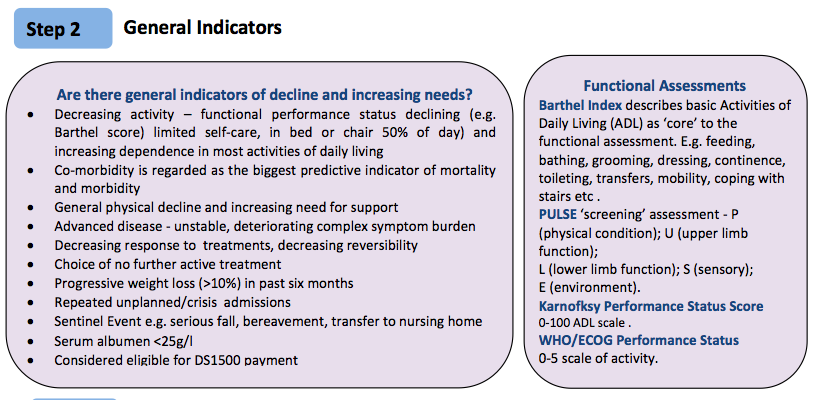 Step 2
General Indicators
Are there general indicators of decline and increasing needs?
• Decreasing activity – functional performance status declining (e.g.
Barthel score) limited self-care, in bed or chair 50% of day) and
increasing dependence in most activities of daily living
• Co-morbidity is regarded as the biggest predictive indicator of mortality
and morbidity
• General physical decline and increasing need for support
• Advanced disease - unstable, deteriorating complex symptom burden
• Decreasing response to treatments, decreasing reversibility
• Choice of no further active treatment
• Progressive weight loss (>10%) in past six months
• Repeated unplanned/crisis admissions
• Sentinel Event e.g. serious fall, bereavement, transfer to nursing home
• Serum albumen <25g/l
• Considered eligible for DS1500 payment
Functional Assessments
Barthel Index describes basic Activities of
Daily Living (ADL) as ‘core’ to the
functional assessment. E.g. feeding,
bathing, grooming, dressing, continence,
toileting, transfers, mobility, coping with
stairs etc .
PULSE ‘screening’ assessment - P
(physical condition); U (upper limb
function);
L (lower limb function); S (sensory);
E (environment).
Karnofksy Performance Status Score
0-100 ADL scale .
WHO/ECOG Performance Status
0-5 scale of activity.